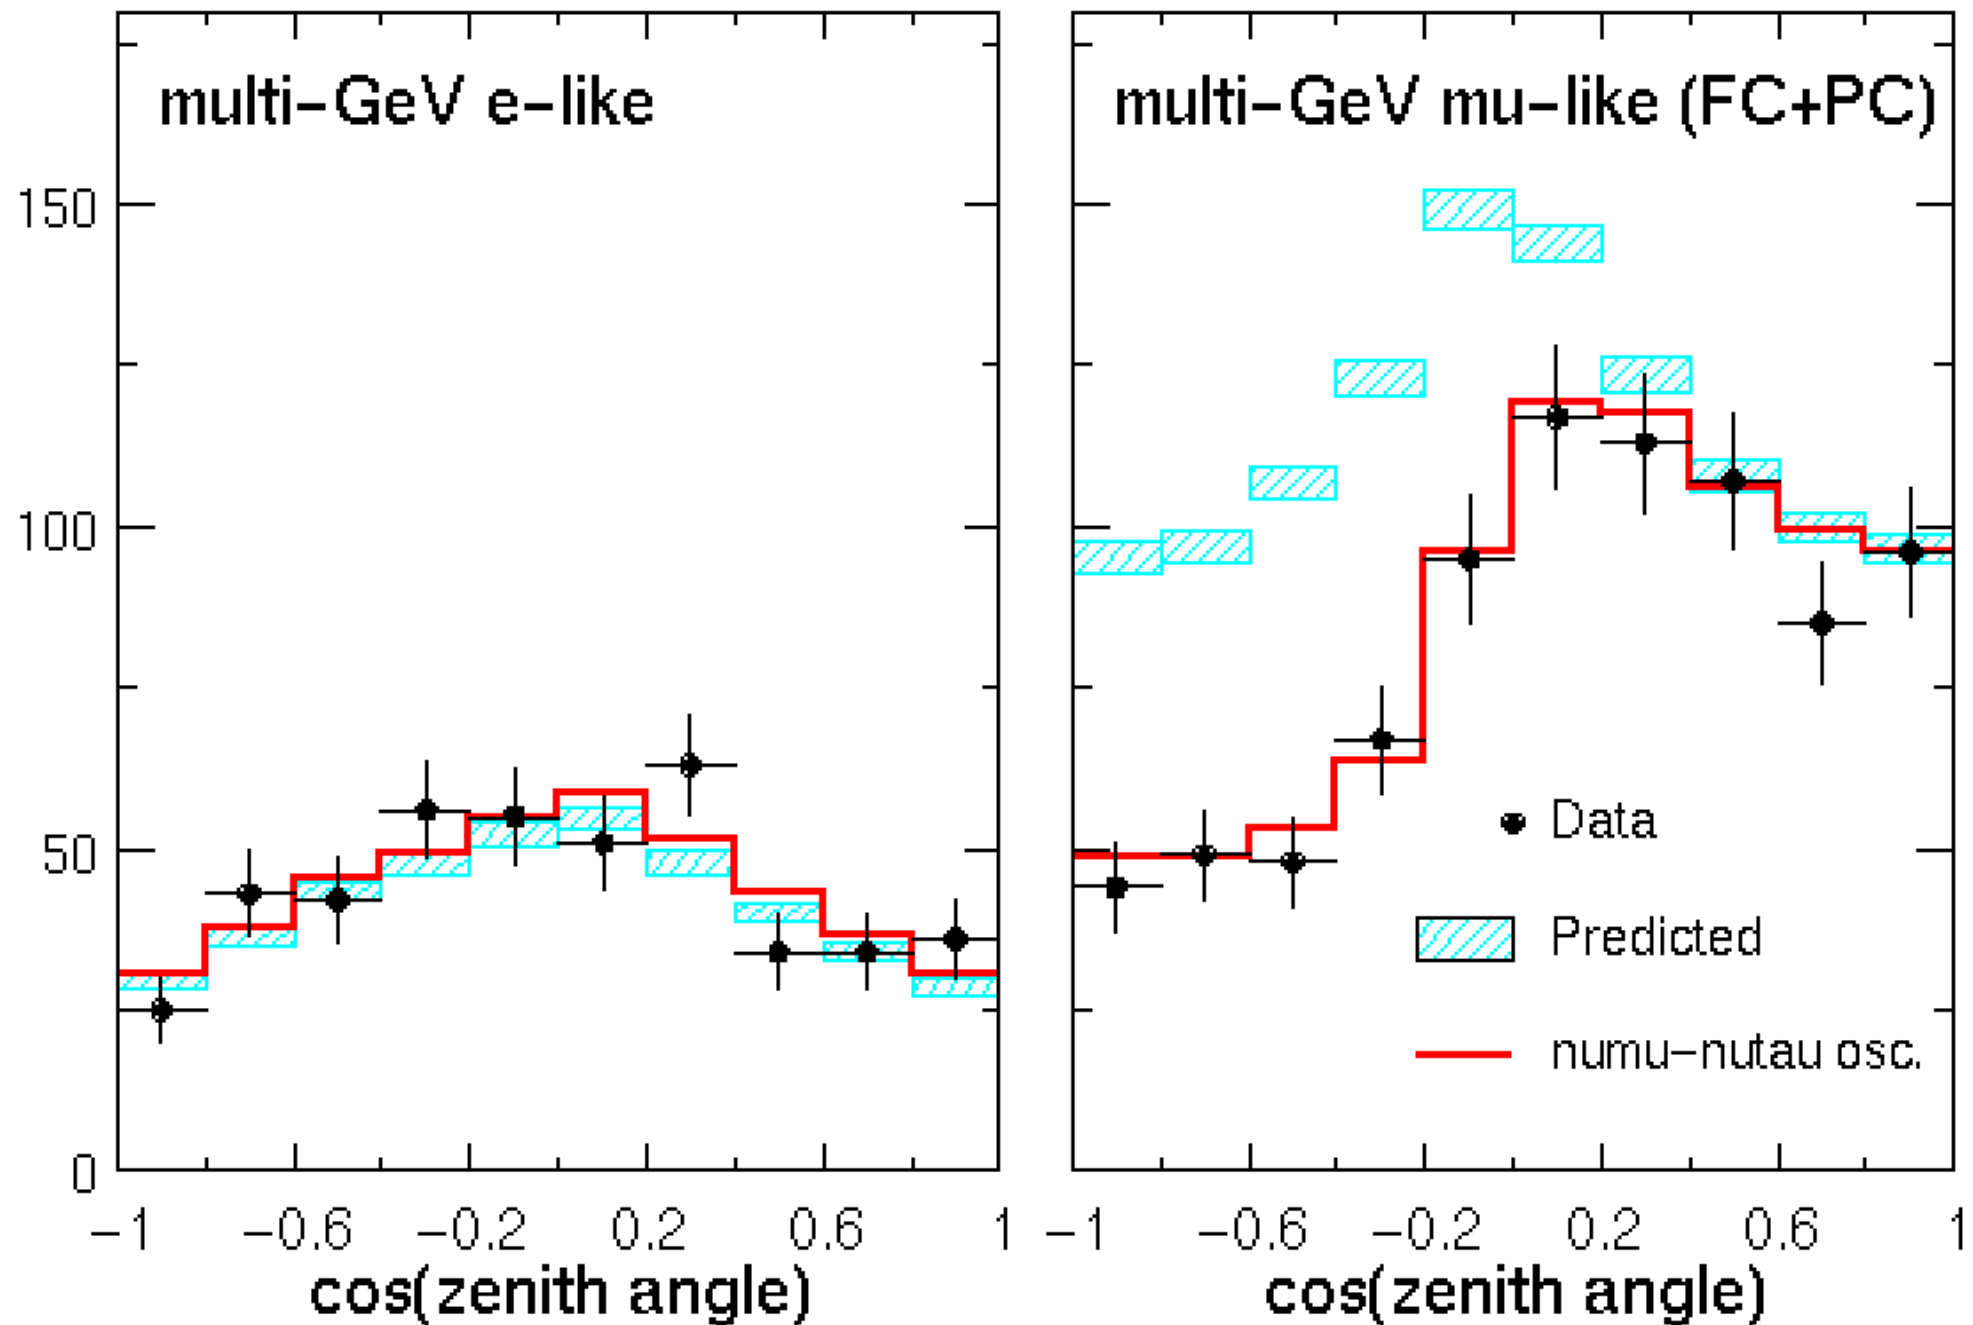 multi−GeV e−like
150
100
50
0
−1 −0.6 −0.2 0.2 0.6 1
cos(zenith angle)
multi−GeV mu−like (FC+PC)
Data
Predicted
numu−nutau osc.
−1 −0.6 −0.2 0.2 0.6 1
cos(zenith angle)